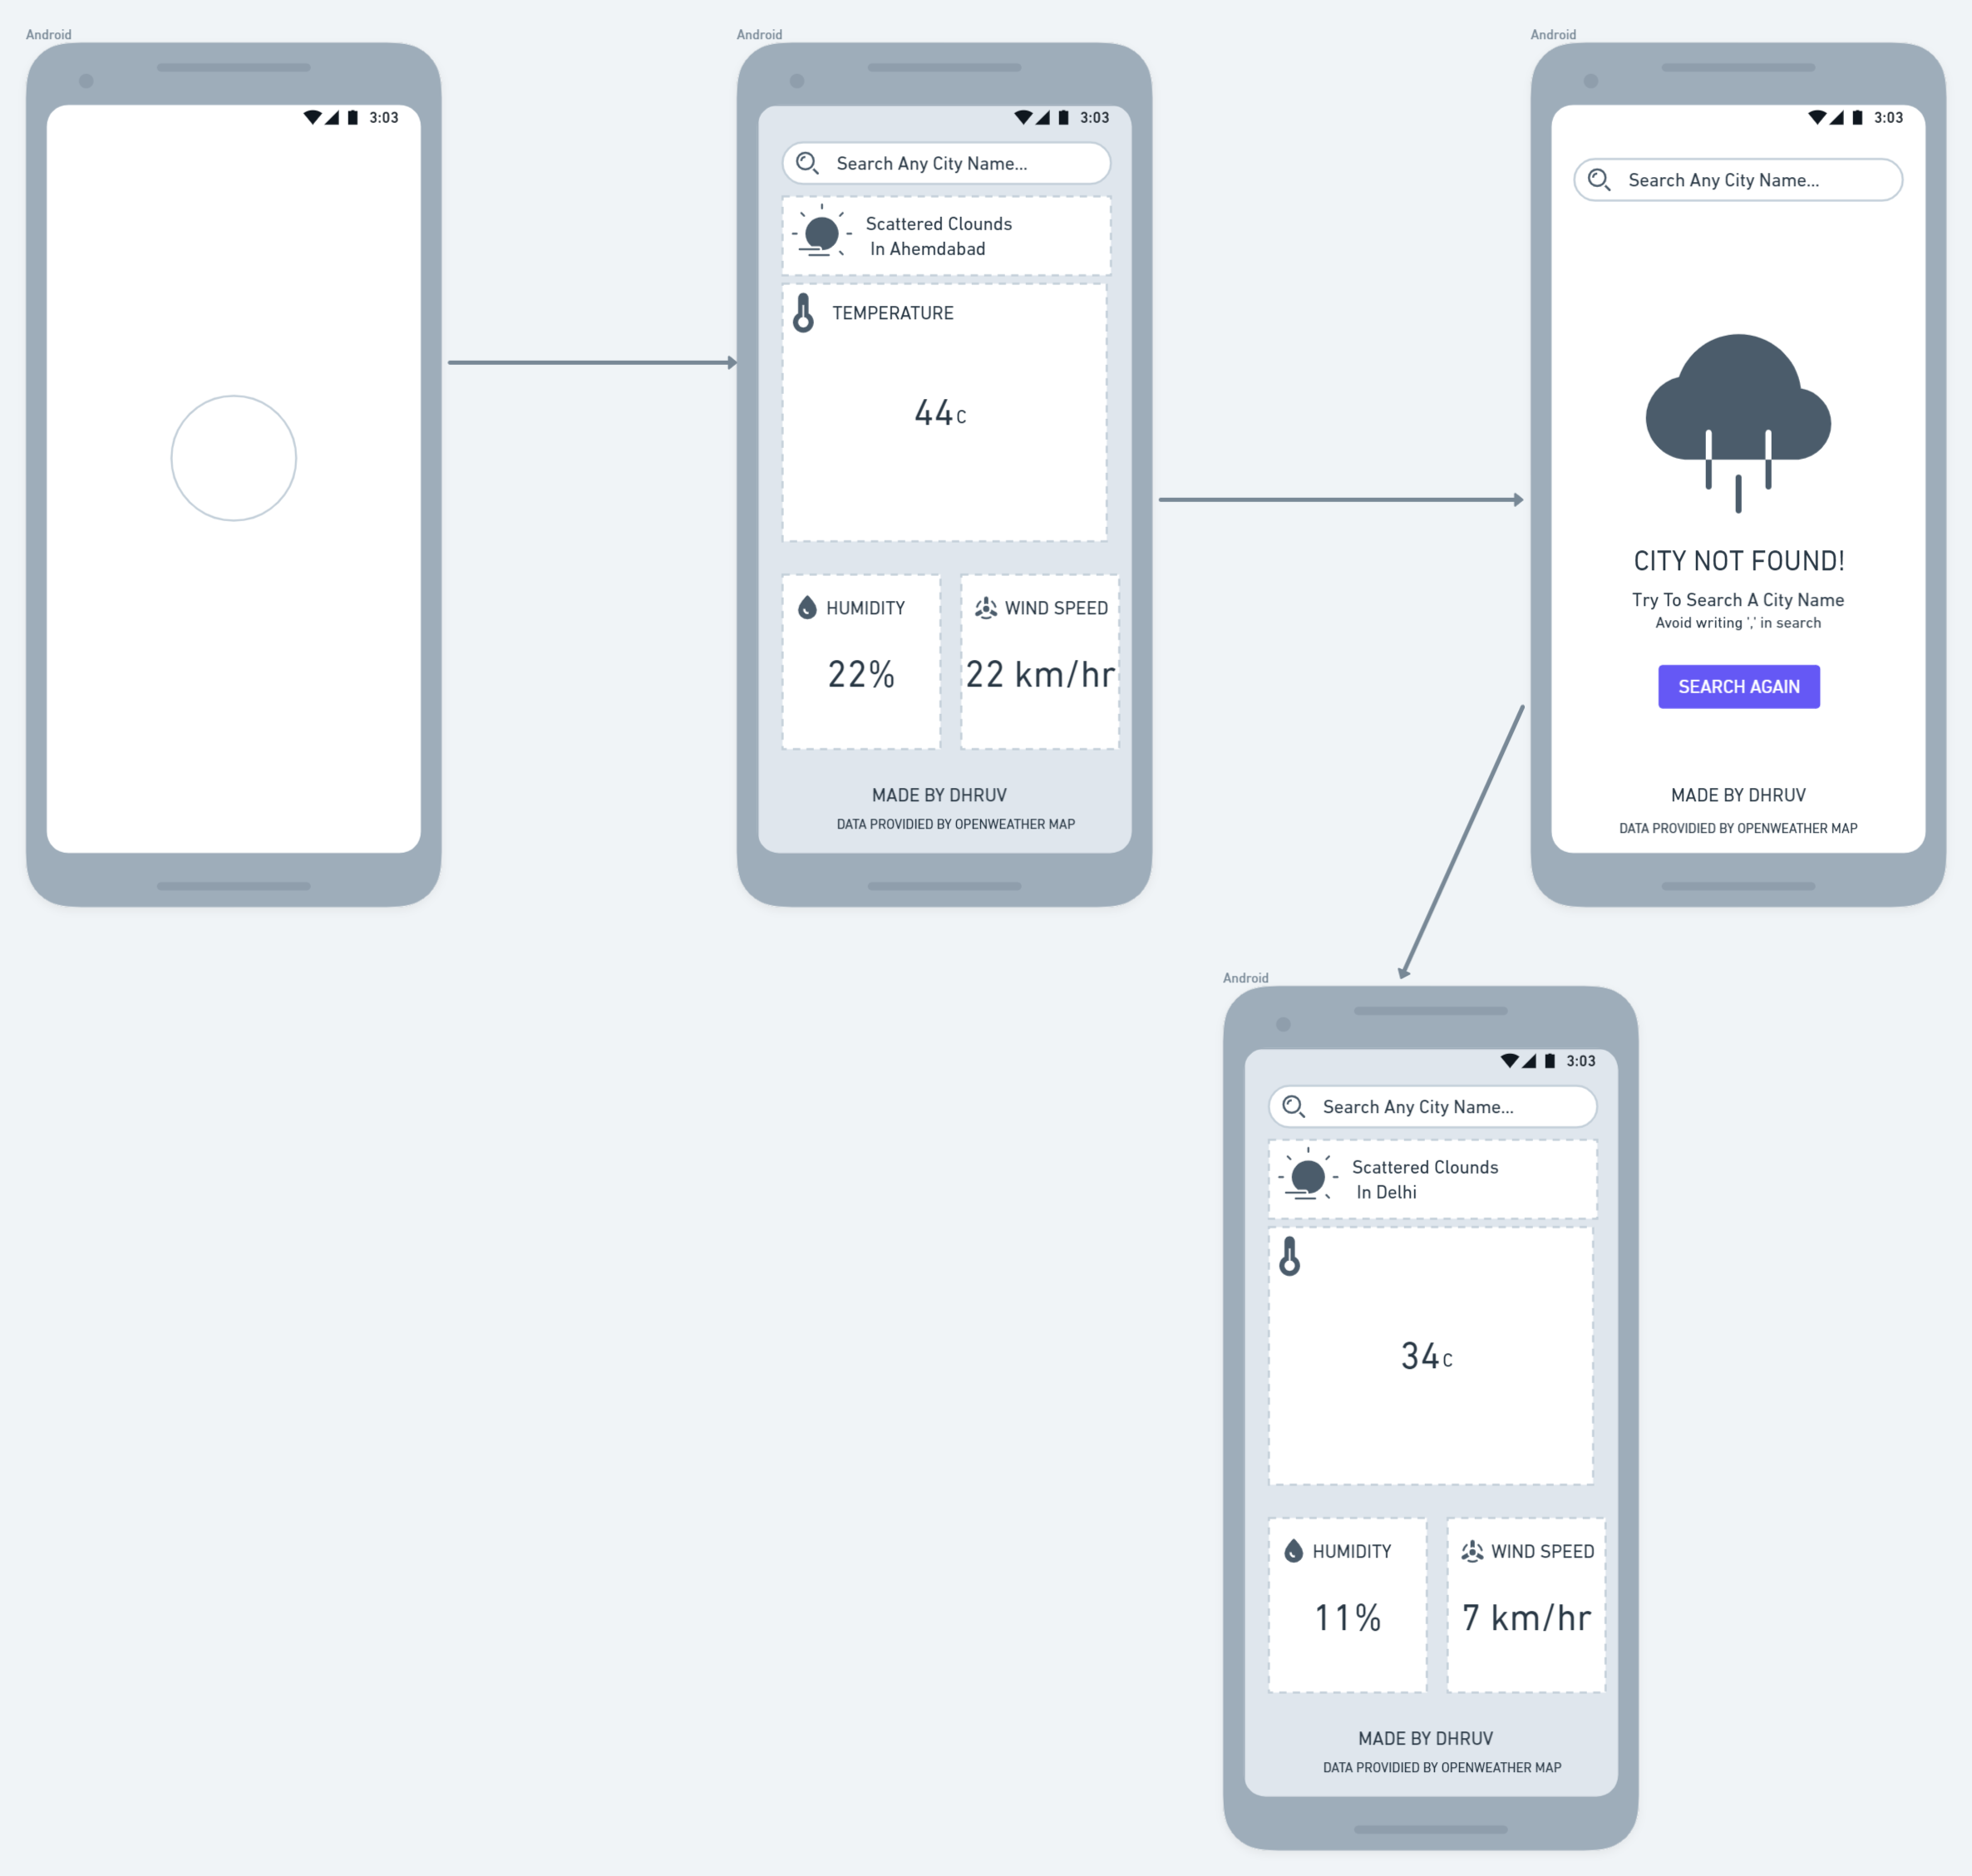 Android
3:03
Android
3:03
Search Any City Name...
Scattered Clounds
In Ahemdabad
TEMPERATURE
44 C
HUMIDITY
22%
WIND SPEED
22 km/hr
MADE BY DHRUV
DATA PROVIDIED BY OPENWEATHER MAP
Android
3:03
Search Any City Name...
CITY NOT FOUND!
Try To Search A City Name
Avoid writing ',' in search
SEARCH AGAIN
MADE BY DHRUV
DATA PROVIDIED BY OPENWEATHER MAP
Android
3:03
Search Any City Name...
Scattered Clounds
In Delhi
34 C
HUMIDITY
11%
WIND SPEED
7 km/hr
MADE BY DHRUV
DATA PROVIDIED BY OPENWEATHER MAP